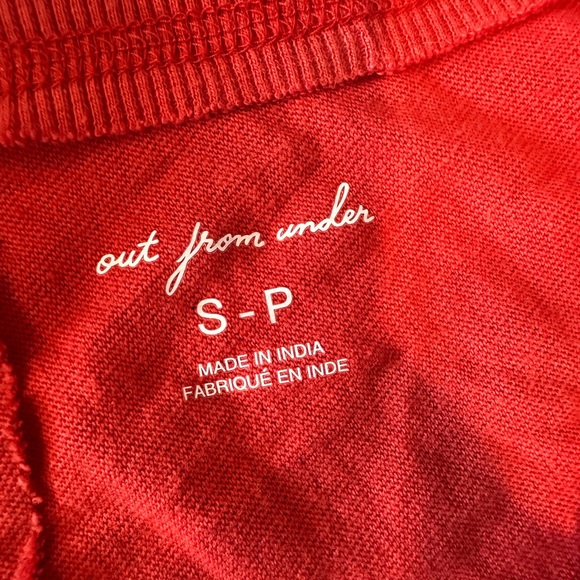 out from under
S - P
MADE IN INDIA
FABRIQUÉ EN INDE